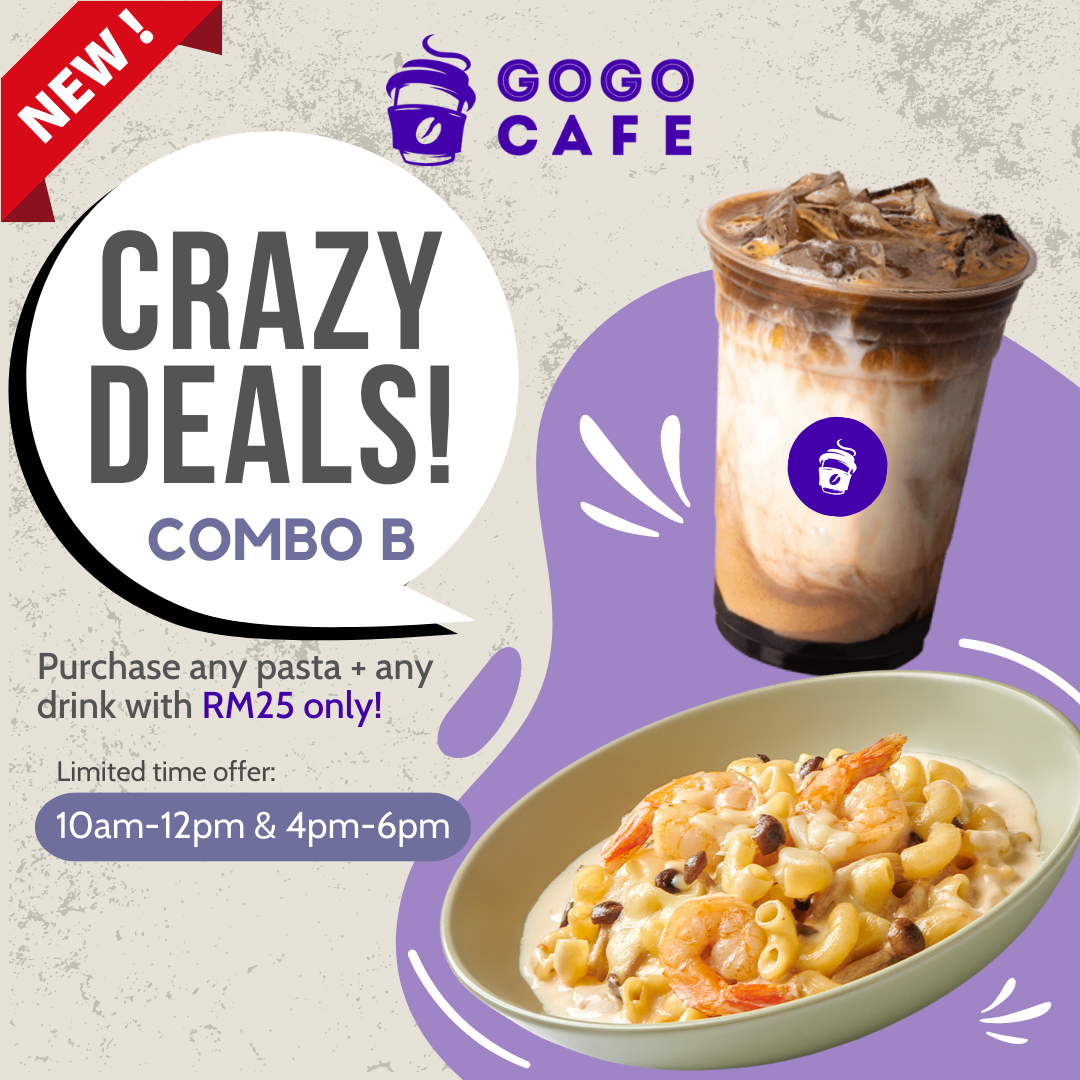 NEW !
GOGO
CAFE
CRAZY
DEALS!
COMBO B
Purchase any pasta + any
drink with RM25 only!
Limited time offer:
10am-12pm & 4pm-6pm